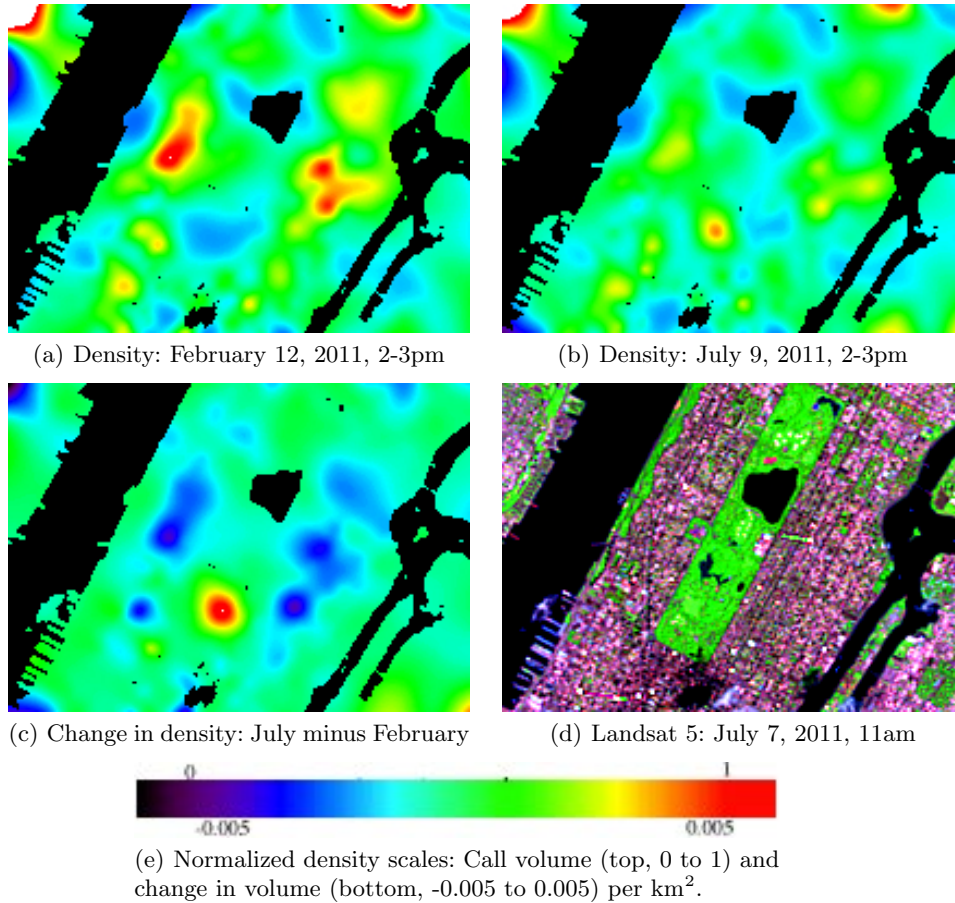 (a) Density: February 12, 2011, 2-3pm
(b) Density: July 9, 2011, 2-3pm
(c) Change in density: July minus February
(d) Landsat 5: July 7, 2011, 11am
0 1
-0.005 0.005
(e) Normalized density scales: Call volume (top, 0 to 1) and
change in volume (bottom, -0.005 to 0.005) per km².